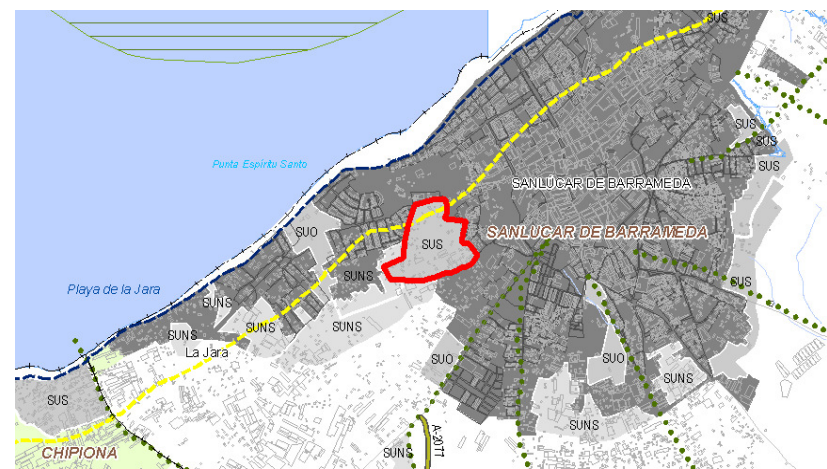 SUS
Punta Espíritu Santo
SUS
SUS
SUS
SANLUCAR DE BARRAMEDA
SUO
SUS
SANLUCAR DE BARRAMEDA
SUNS
SUS
Playa de la Jara
SUNS
SUNS
SUNS
SUNS
La Jara
SUO
SUO
SUNS
SUS
SUNS
CHIPIONA
SUNS
A-2077